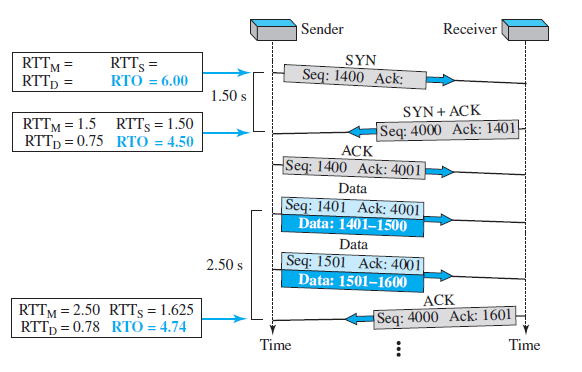 Sender
Receiver
RTTM = RTTS =
RTTD = RTO = 6.00
SYN
Seq: 1400 Ack:
1.50 s
SYN + ACK
Seq: 4000 Ack: 1401
RTTM = 1.5 RTTS = 1.50
RTTD = 0.75 RTO = 4.50
ACK
Seq: 1400 Ack: 4001
Data
Seq: 1401 Ack: 4001
Data: 1401–1500
Data
2.50 s
Seq: 1501 Ack: 4001
Data: 1501–1600
ACK
Seq: 4000 Ack: 1601
RTTM = 2.50 RTTS = 1.625
RTTD = 0.78 RTO = 4.74
Time
Time